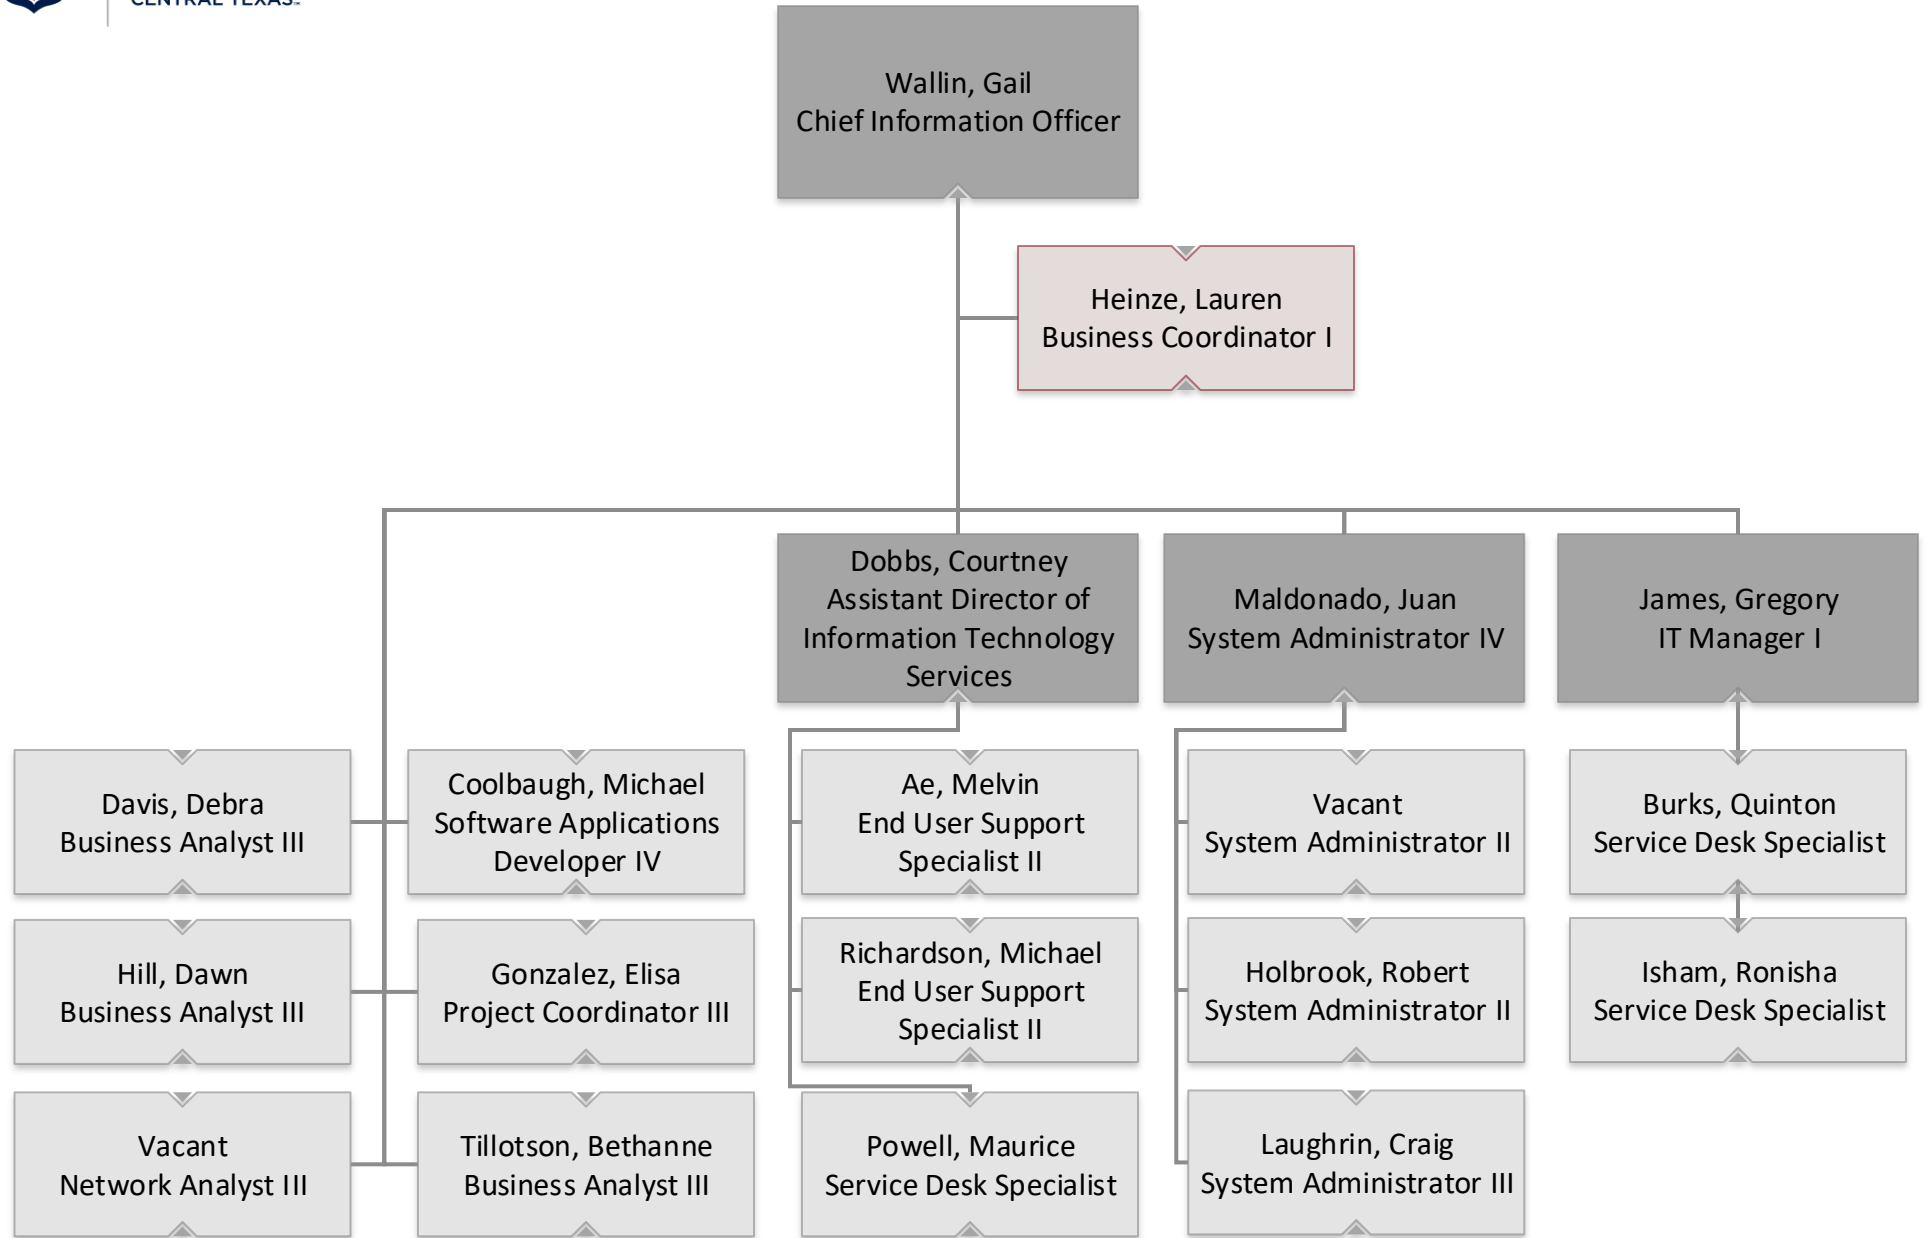 CENTRAL TEXAS
Wallin, Gail
Chief Information Officer
Heinze, Lauren
Business Coordinator I
Dobbs, Courtney
Assistant Director of
Information Technology
Services
Maldonado, Juan
System Administrator IV
James, Gregory
IT Manager I
Davis, Debra
Business Analyst III
Coolbaugh, Michael
Software Applications
Developer IV
Ae, Melvin
End User Support
Specialist II
Vacant
System Administrator II
Burks, Quinton
Service Desk Specialist
Hill, Dawn
Business Analyst III
Gonzalez, Elisa
Project Coordinator III
Richardson, Michael
End User Support
Specialist II
Holbrook, Robert
System Administrator II
Isham, Ronisha
Service Desk Specialist
Vacant
Network Analyst III
Tillotson, Bethanne
Business Analyst III
Powell, Maurice
Service Desk Specialist
Laughrin, Craig
System Administrator III